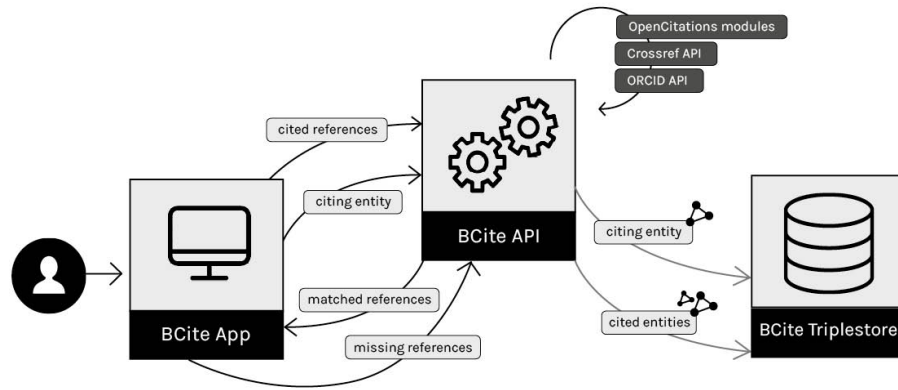 OpenCitations modules
Crossref API
ORCID API
cited references
citing entity
BCite API
citing entity
matched references
cited entities
BCite App
missing references
BCite Triplestore